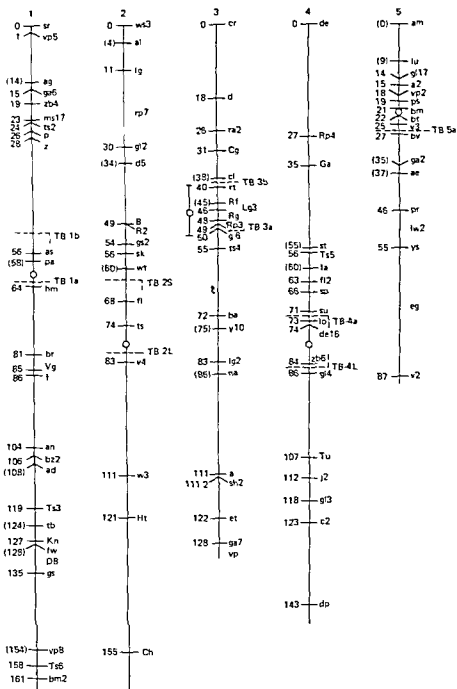 1
0 sr
1 vp5
(14) ag
15 ga6
19 zb4
23 ms17
24 ts2
26 p
28 z
TB 1b
56 as
(58) pa
TB 1a
64 hm
81 br
85 Vg
86 f
104 an
106 bz2
(108) ad
119 Ts3
(124) tb
127 Kn
(128) fw
DB
135 gs
(154) vp8
158 Ts6
161 bm2
2
0 ws3
(4) al
11 lg
rp7
30 gl2
(34) d5
49 B
R2
54 gs2
56 sk
(60) wt
TB 2S
68 fl
74 ts
TB 2L
83 v4
111 w3
121 Ht
155 Ch
3
0 cr
18 d
26 ra2
31 Cg
(38) cl
TB 3b
40 rt
(45) Rf
Lg3
46
48 Rg
49 Rp3
TB 3a
50 g6
55 ts4
t
72 ba
(75) y10
83 lg2
(86) na
111 a
111.2 sh2
122 et
128 ga7
vp
4
0 de
27 Rp4
35 Ga
(55) st
56 Ts5
(60) la
63 fl2
66 sp
71 su
TB-4a
73 lo
74 de16
84 zb6
TB-4L
86 gl4
107 Tu
112 j2
118 gl3
123 c2
143 dp
5
(0) am
(9) lu
14 gl17
15 a2
18 vp2
19 ps
21 bm
22 bt
25 v3
TB 5a
27 bv
(35) ga2
(37) ae
46 pr
lw2
55 ys
eg
87 v2